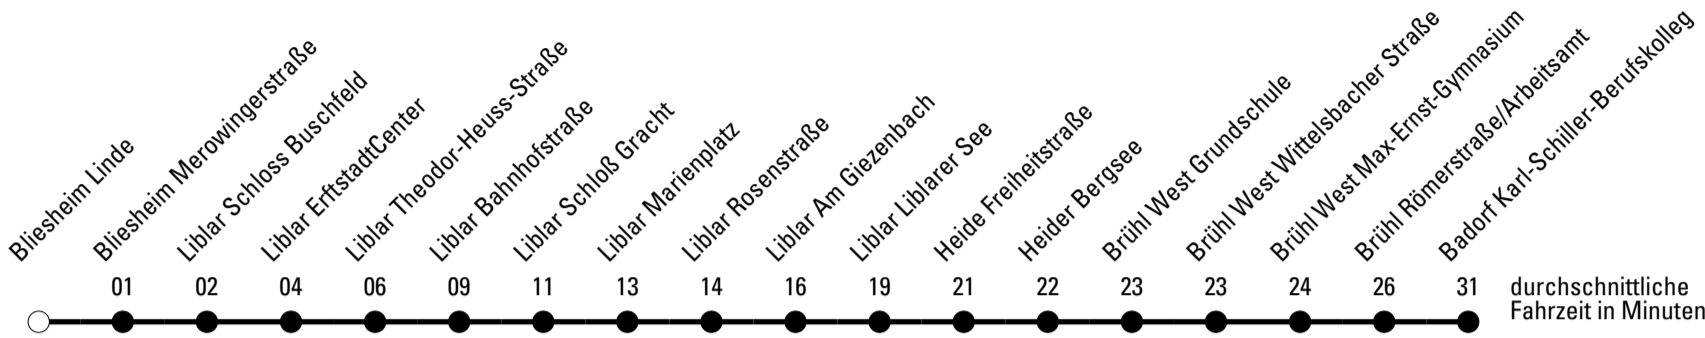 Bliesheim Linde
Bliesheim Merowingerstraße
Liblar Schloss Buschfeld
Liblar ErftstadtCenter
Liblar Theodor-Heuss-Straße
Liblar Bahnhofstraße
Liblar Schloß Gracht
Liblar Marienplatz
Liblar Rosenstraße
Liblar Am Giezenbach
Liblar Liblarer See
Heide Freiheitstraße
Heider Bergsee
Brühl West Grundschule
Brühl West Wittelsbacher Straße
Brühl West Max-Ernst-Gymnasium
Brühl Römerstraße/Arbeitsamt
Badorf Karl-Schiller-Berufskolleg
01 02 04 06 09 11 13 14 16 19 21 22 23 23 24 26 31
durchschnittliche
Fahrzeit in Minuten